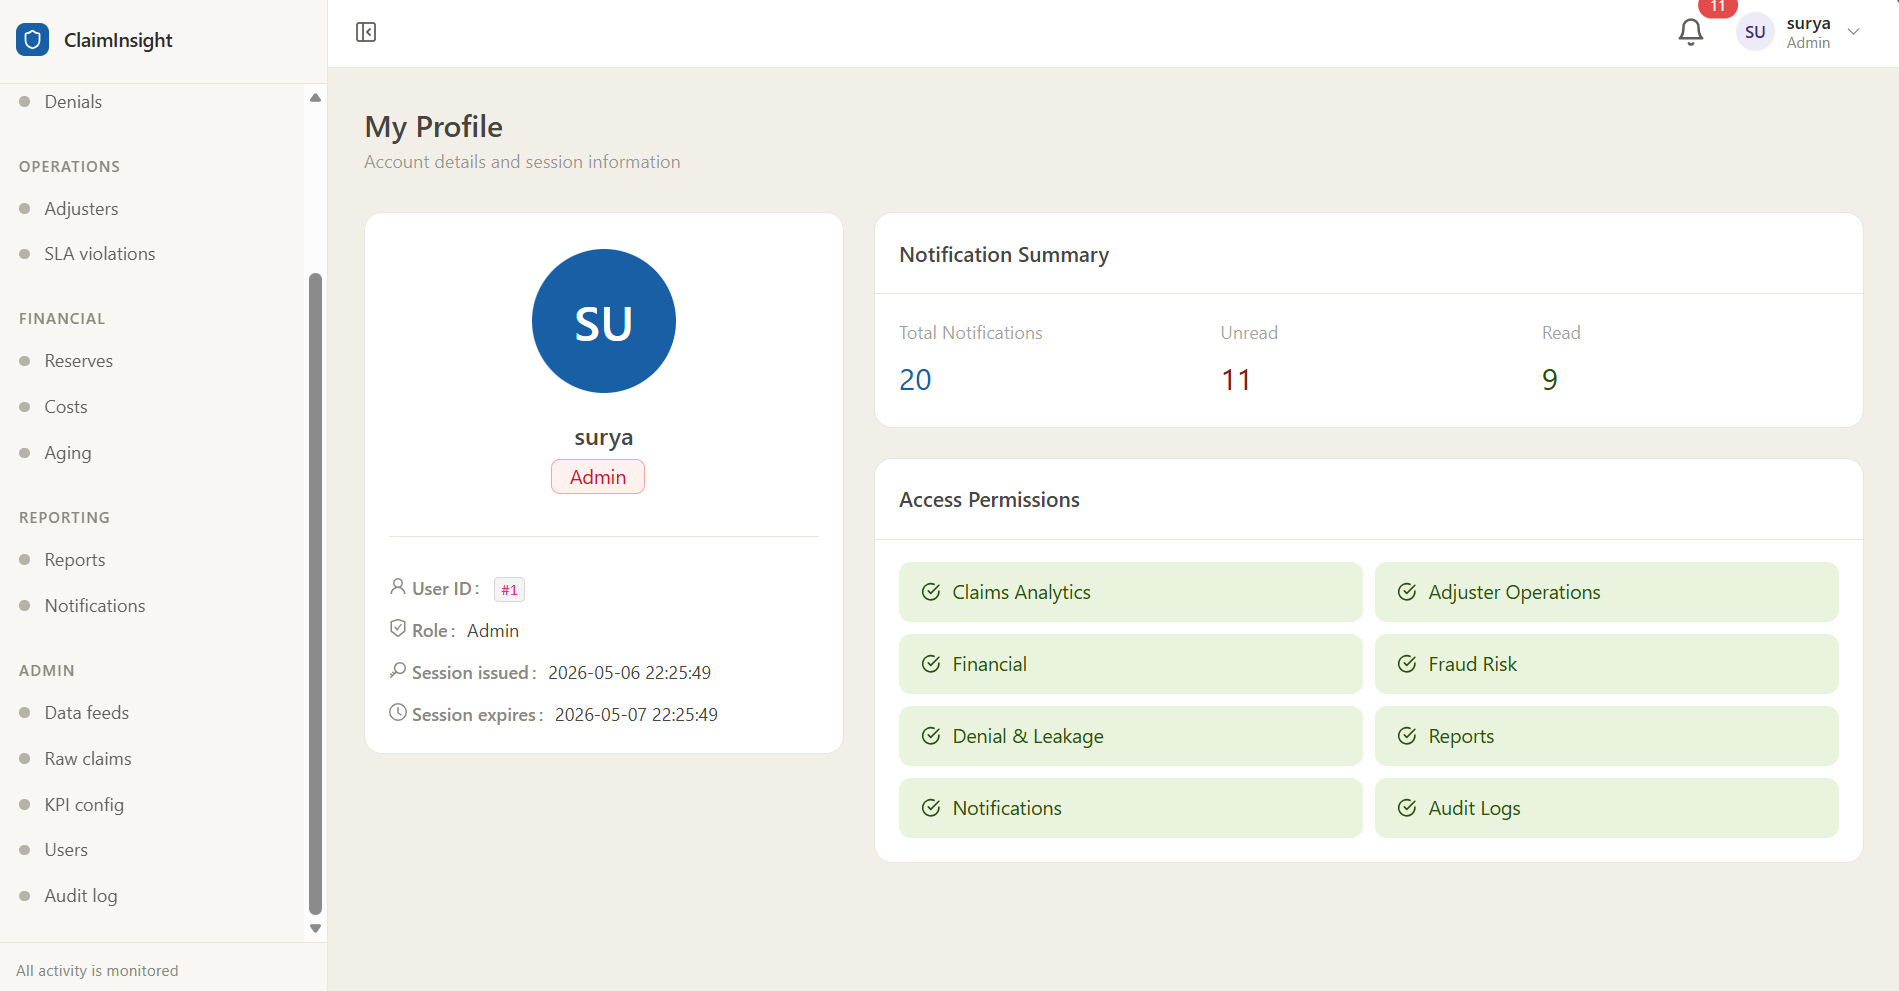 ClaimInsight
Denials
OPERATIONS
Adjusters
SLA violations
FINANCIAL
Reserves
Costs
Aging
REPORTING
Reports
Notifications
ADMIN
Data feeds
Raw claims
KPI config
Users
Audit log
All activity is monitored
11
SU
surya
Admin
My Profile
Account details and session information
SU
surya
Admin
User ID: #1
Role: Admin
Session issued: 2026-05-06 22:25:49
Session expires: 2026-05-07 22:25:49
Notification Summary
Total Notifications
20
Unread
11
Read
9
Access Permissions
Claims Analytics
Adjuster Operations
Financial
Fraud Risk
Denial & Leakage
Reports
Notifications
Audit Logs